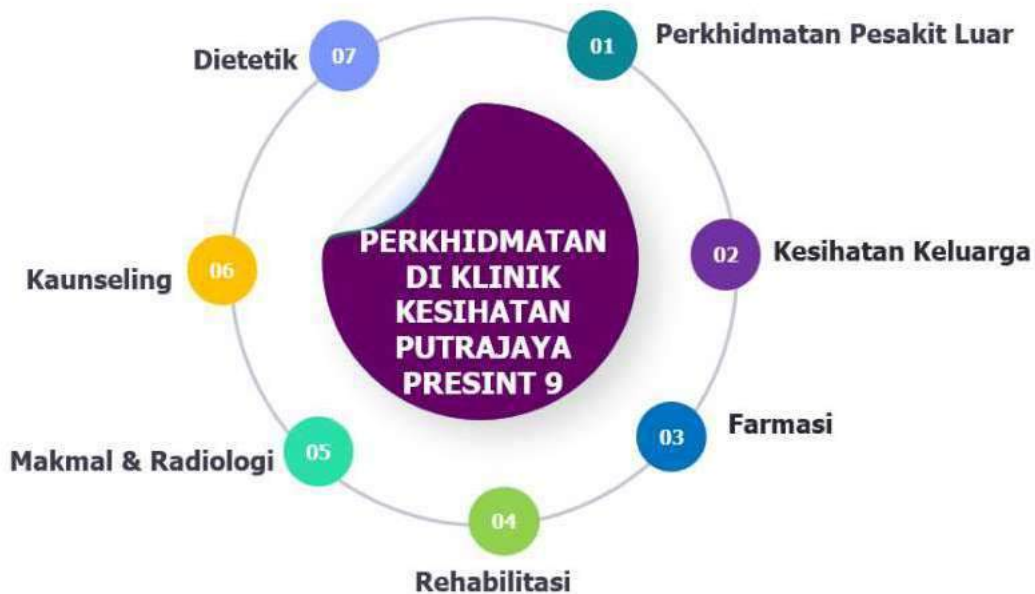 PERKHIDMATAN
DI KLINIK
KESIHATAN
PUTRAJAYA
PRESINT 9
01
Perkhidmatan Pesakit Luar
02
Kesihatan Keluarga
03
Farmasi
04
Rehabilitasi
05
Makmal & Radiologi
06
Kaunseling
07
Dietetik